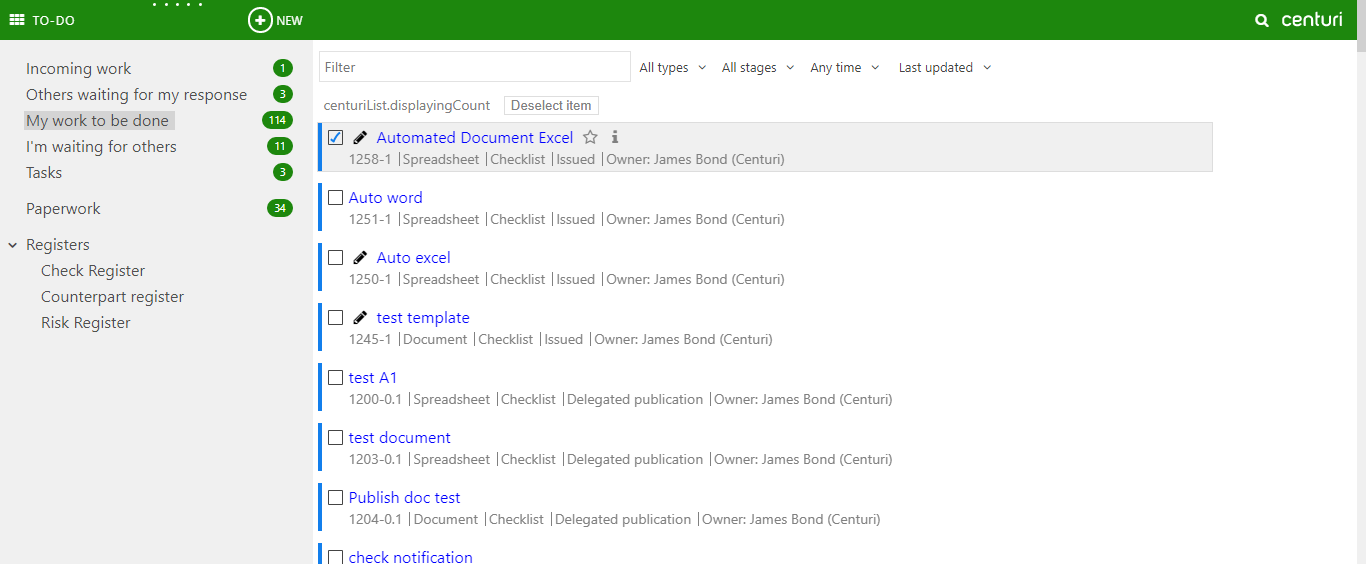 TO-DO
NEW
centuri
Incoming work 1
Others waiting for my response 3
My work to be done 114
I'm waiting for others 11
Tasks 3
Paperwork 34
Registers
Check Register
Counterpart register
Risk Register
Filter
All types
All stages
Any time
Last updated
centuriList.displayingCount
Deselect item
Automated Document Excel
1258-1 |Spreadsheet |Checklist |Issued |Owner: James Bond (Centuri)
Auto word
1251-1 |Spreadsheet |Checklist |Issued |Owner: James Bond (Centuri)
Auto excel
1250-1 |Spreadsheet |Checklist |Issued |Owner: James Bond (Centuri)
test template
1245-1 |Document |Checklist |Issued |Owner: James Bond (Centuri)
test A1
1200-0.1 |Spreadsheet |Checklist |Delegated publication |Owner: James Bond (Centuri)
test document
1203-0.1 |Spreadsheet |Checklist |Delegated publication |Owner: James Bond (Centuri)
Publish doc test
1204-0.1 |Document |Checklist |Delegated publication |Owner: James Bond (Centuri)
check notification